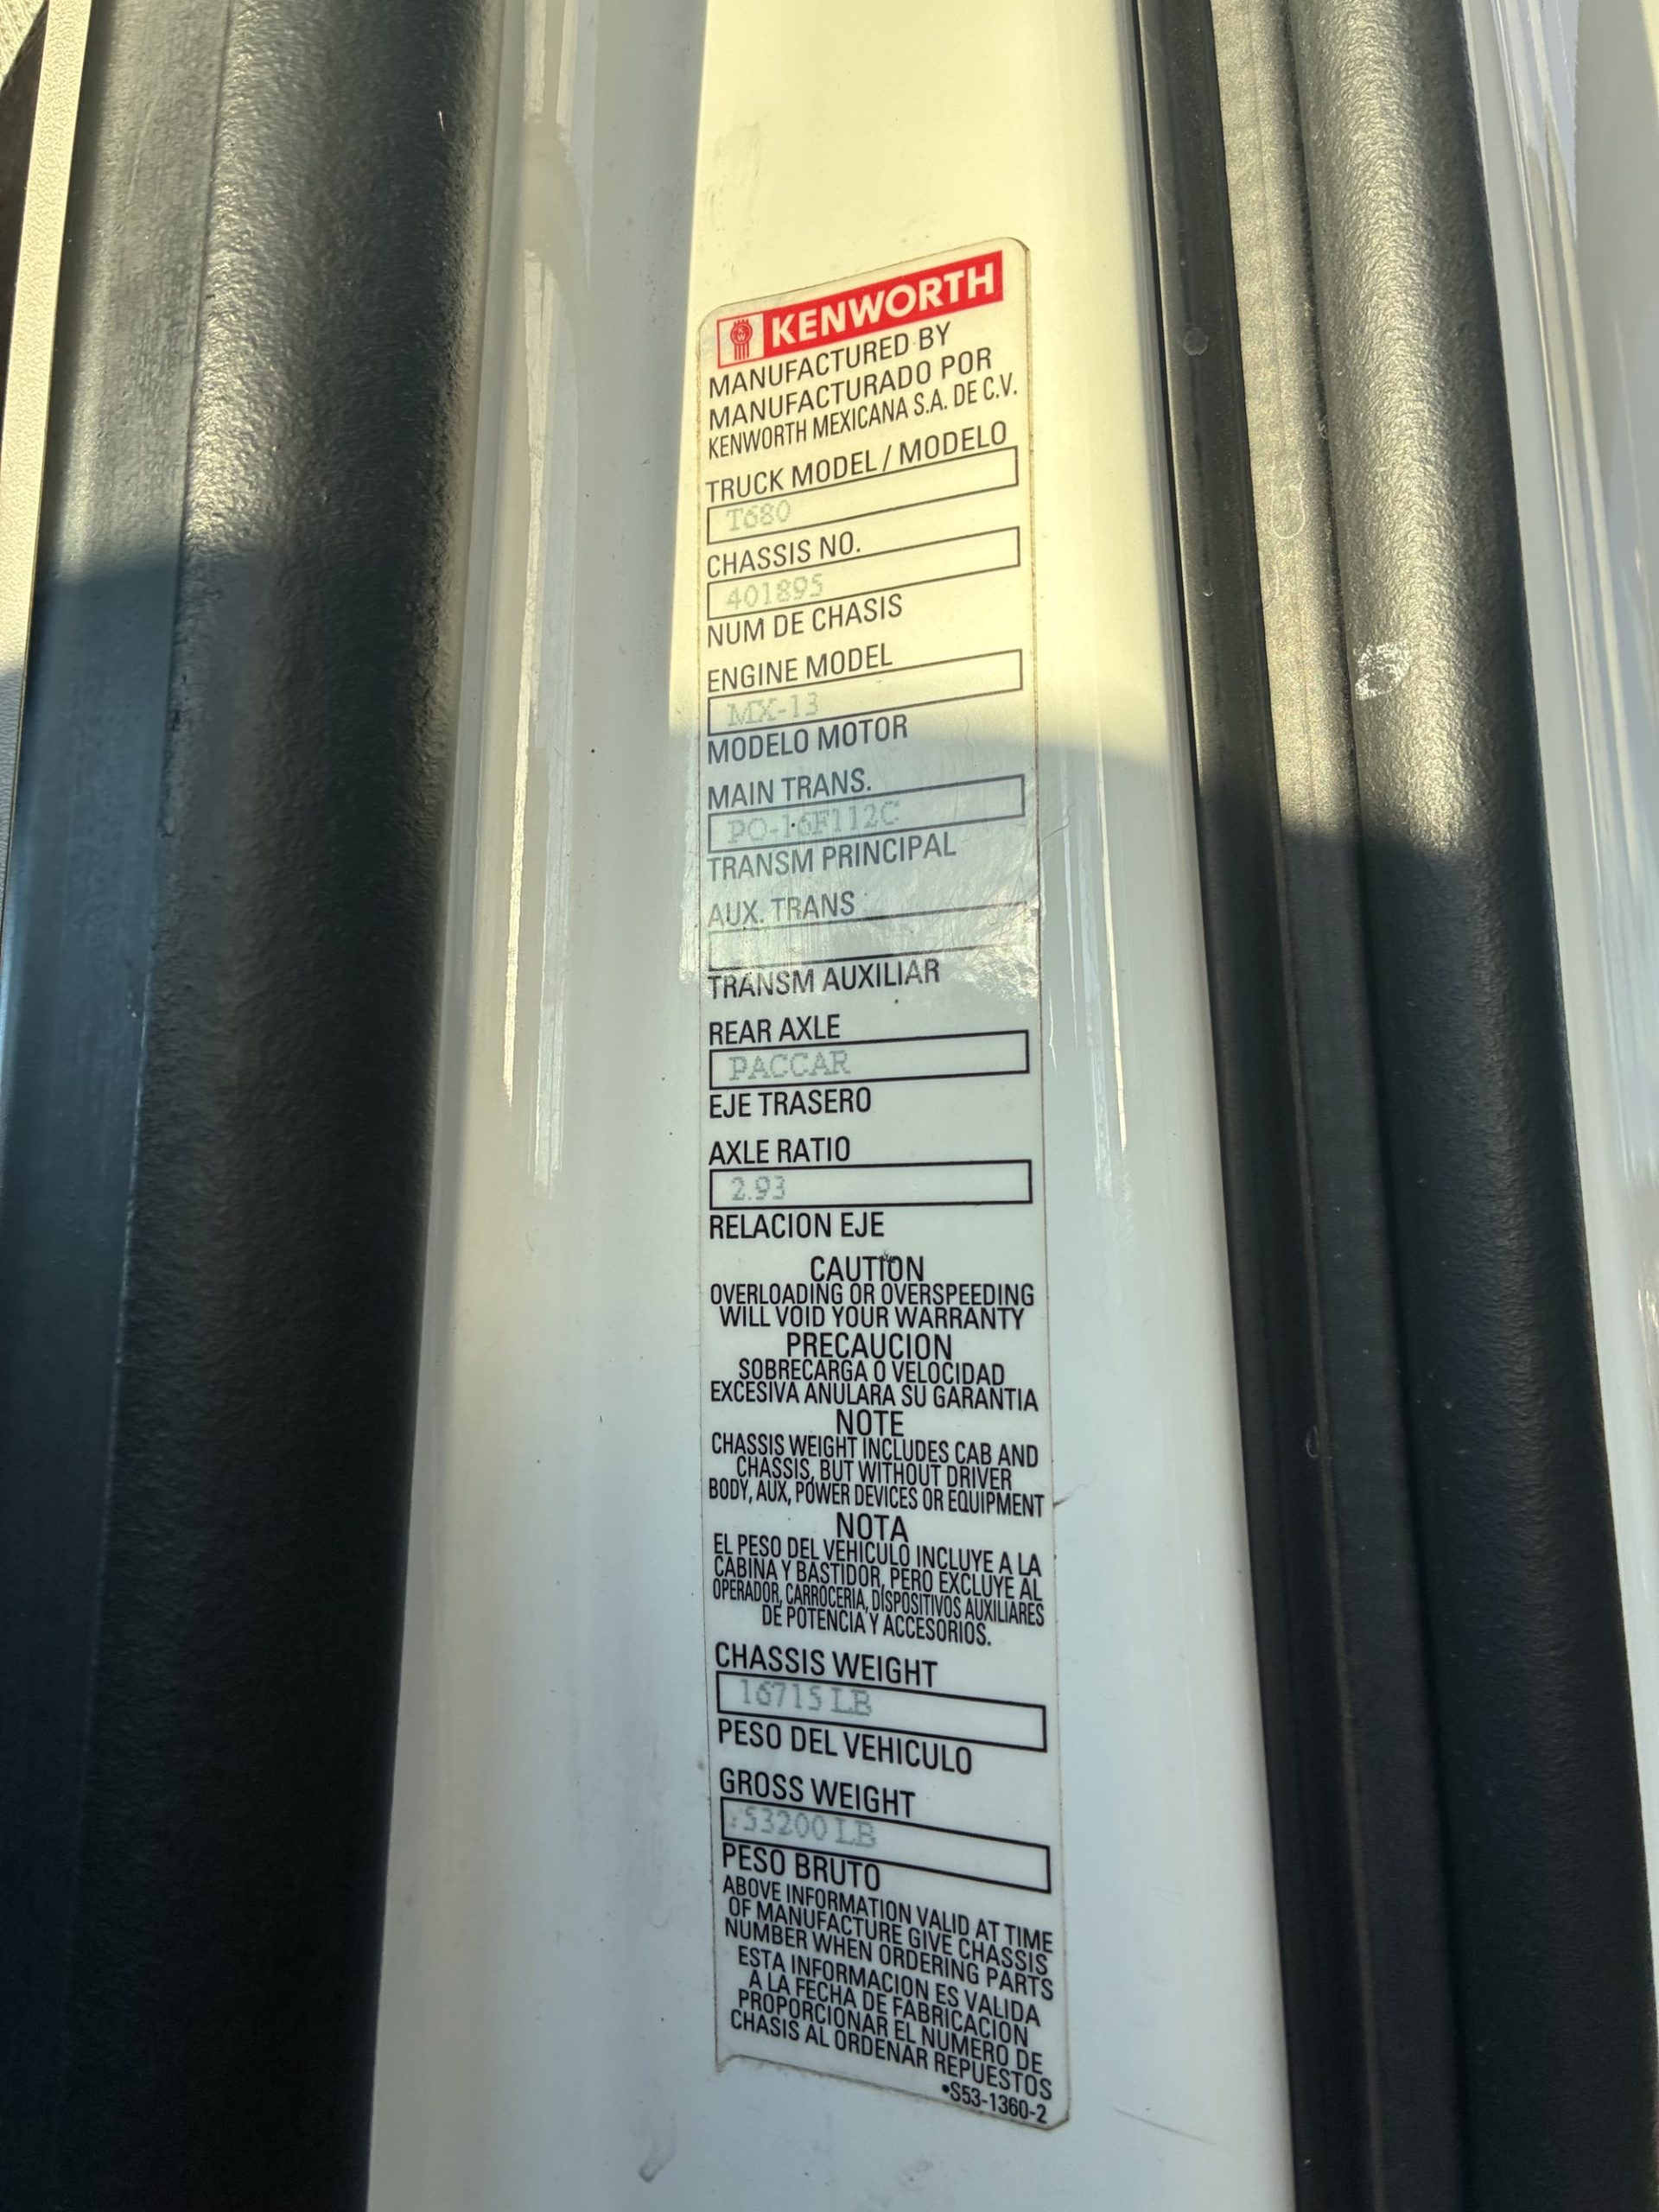 KENWORTH
MANUFACTURED BY
MANUFACTURADO POR
KENWORTH MEXICANA S.A. DE C.V.
TRUCK MODEL / MODELO
T680
CHASSIS NO.
401895
NUM DE CHASIS
ENGINE MODEL
MX-13
MODELO MOTOR
MAIN TRANS.
PO-16F112C
TRANSM PRINCIPAL
AUX. TRANS
TRANSM AUXILIAR
REAR AXLE
PACCAR
EJE TRASERO
AXLE RATIO
2.93
RELACION EJE
CAUTION
OVERLOADING OR OVERSPEEDING
WILL VOID YOUR WARRANTY
PRECAUCION
SOBRECARGA O VELOCIDAD
EXCESIVA ANULARA SU GARANTIA
NOTE
CHASSIS WEIGHT INCLUDES CAB AND
CHASSIS, BUT WITHOUT DRIVER
BODY, AUX, POWER DEVICES OR EQUIPMENT
NOTA
EL PESO DEL VEHICULO INCLUYE A LA
CABINA Y BASTIDOR, PERO EXCLUYE AL
OPERADOR, CARROCERIA, DISPOSITIVOS AUXILIARES
DE POTENCIA Y ACCESORIOS.
CHASSIS WEIGHT
16715 LB
PESO DEL VEHICULO
GROSS WEIGHT
53200 LB
PESO BRUTO
ABOVE INFORMATION VALID AT TIME
OF MANUFACTURE GIVE CHASSIS
NUMBER WHEN ORDERING PARTS
ESTA INFORMACION ES VALIDA
A LA FECHA DE FABRICACION
PROPORCIONAR EL NUMERO DE
CHASIS AL ORDENAR REPUESTOS
•S53-1360-2